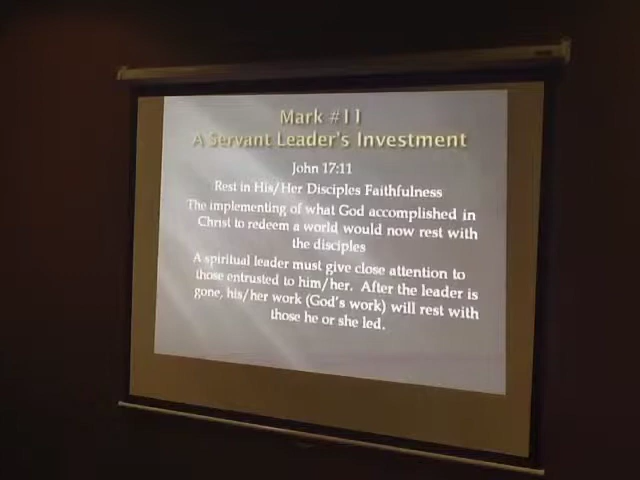 Mark #11
A Servant Leader's Investment
John 17:11
Rest in His/Her Disciples Faithfulness
The implementing of what God accomplished in
Christ to redeem a world would now rest with
the disciples
A spiritual leader must give close attention to
those entrusted to him/her. After the leader is
gone, his/her work (God's work) will rest with
those he or she led.